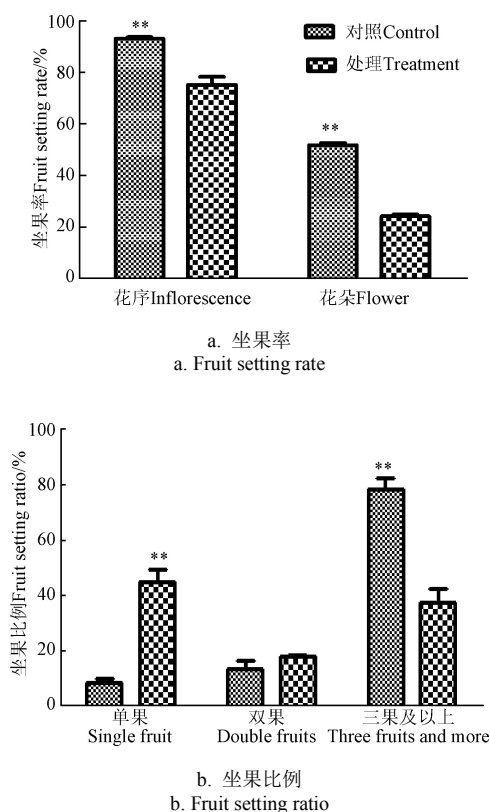 坐果率Fruit setting rate/%
100
80
60
40
20
0
**
**
对照Control
处理Treatment
花序Inflorescence
花朵Flower
a. 坐果率
a. Fruit setting rate
坐果比例Fruit setting ratio/%
100
80
60
40
20
0
**
**
单果
Single fruit
双果
Double fruits
三果及以上
Three fruits and more
b. 坐果比例
b. Fruit setting ratio